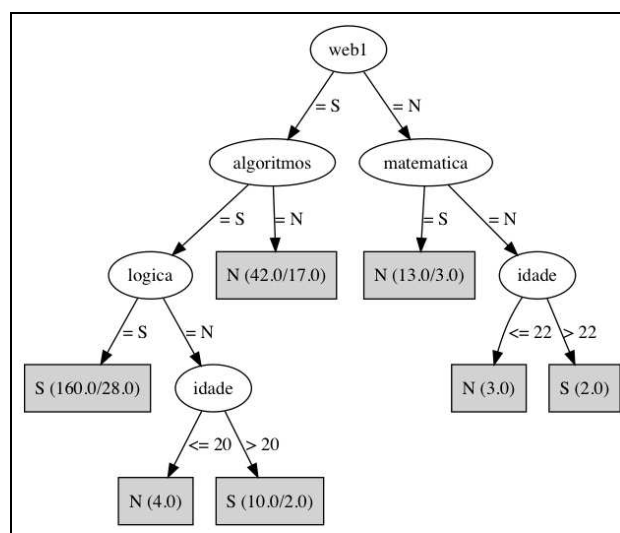 web1
= S
= N
algoritmos
matematica
= S
= N
= S
= N
logica
N (42.0/17.0)
N (13.0/3.0)
idade
= S
= N
<= 22
> 22
S (160.0/28.0)
idade
N (3.0)
S (2.0)
<= 20
> 20
N (4.0)
S (10.0/2.0)